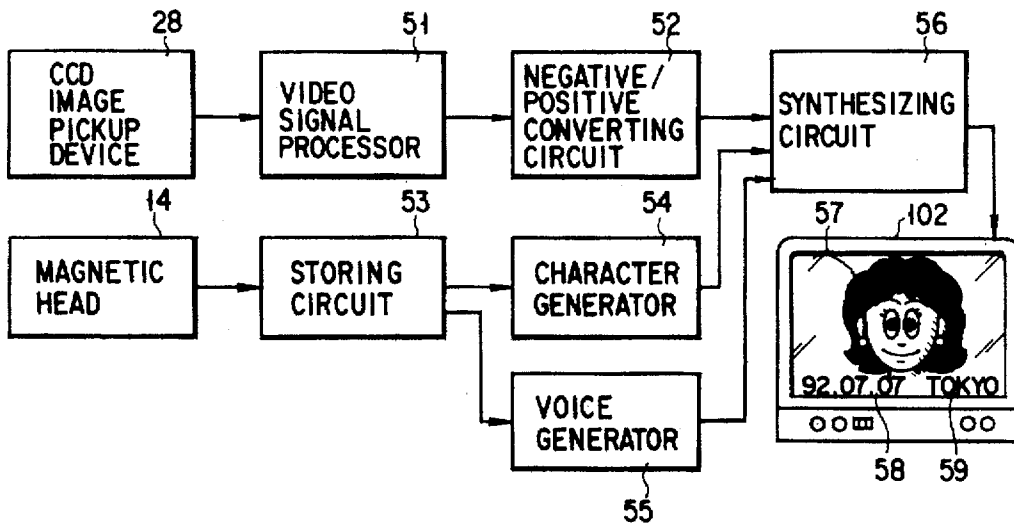 28
51
52
56
CCD
IMAGE
PICKUP
DEVICE
VIDEO
SIGNAL
PROCESSOR
NEGATIVE/
POSITIVE
CONVERTING
CIRCUIT
SYNTHESIZING
CIRCUIT
14
53
54
57
102
MAGNETIC
HEAD
STORING
CIRCUIT
CHARACTER
GENERATOR
92.07.07 TOKYO
VOICE
GENERATOR
58
59
55